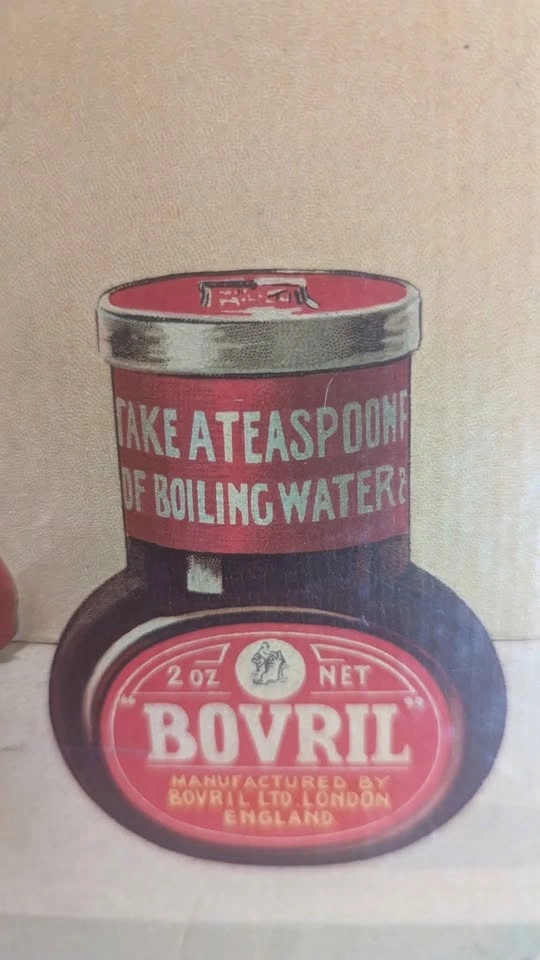 TAKE A TEASPOONF
OF BOILING WATER &
2 OZ NET
"BOVRIL"
MANUFACTURED BY
BOVRIL LTD. LONDON
ENGLAND